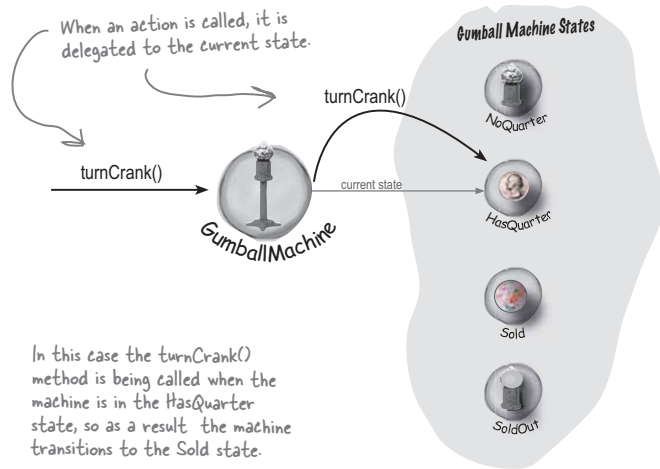 When an action is called, it is
delegated to the current state.
Gumball Machine States
turnCrank()
NoQuarter
turnCrank()
current state
HasQuarter
GumballMachine
Sold
SoldOut
In this case the turnCrank()
method is being called when the
machine is in the HasQuarter
state, so as a result the machine
transitions to the Sold state.